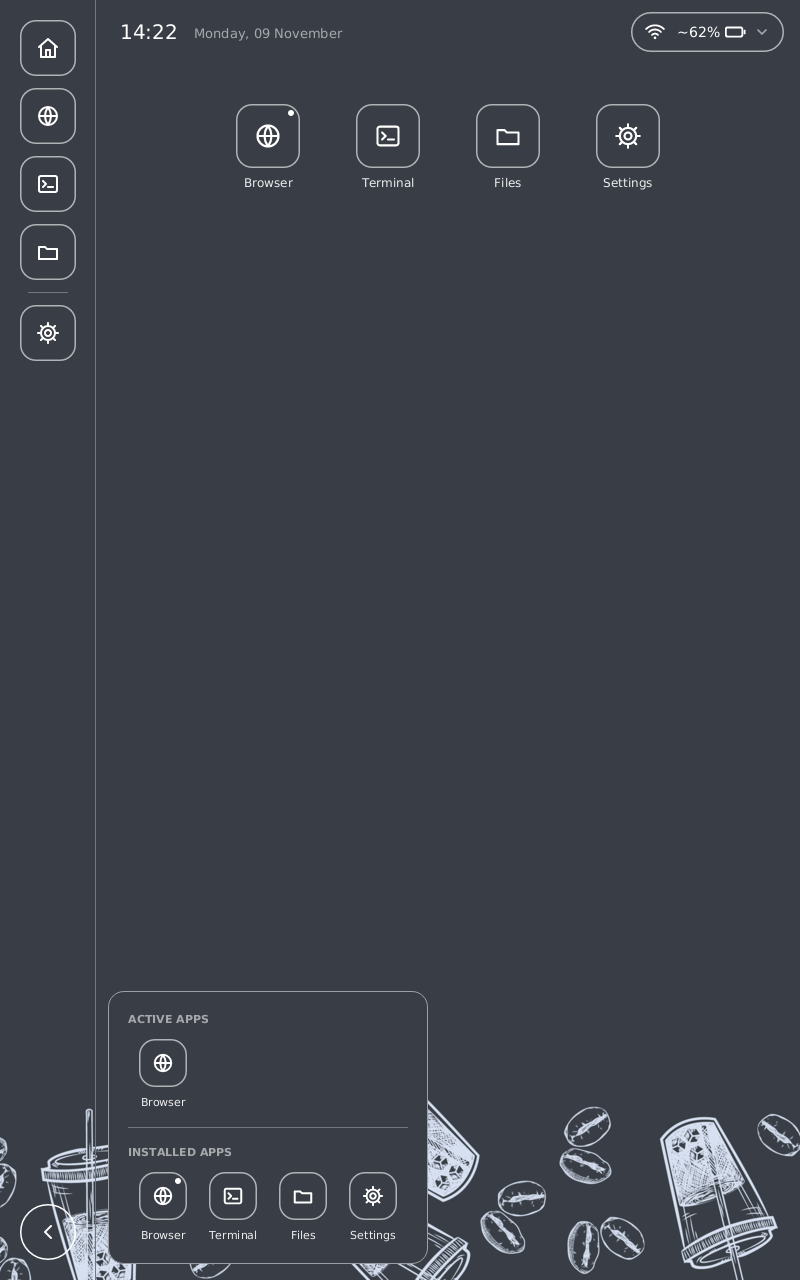 14:22 Monday, 09 November ~62%
Browser Terminal Files Settings
ACTIVE APPS
Browser
INSTALLED APPS
Browser Terminal Files Settings